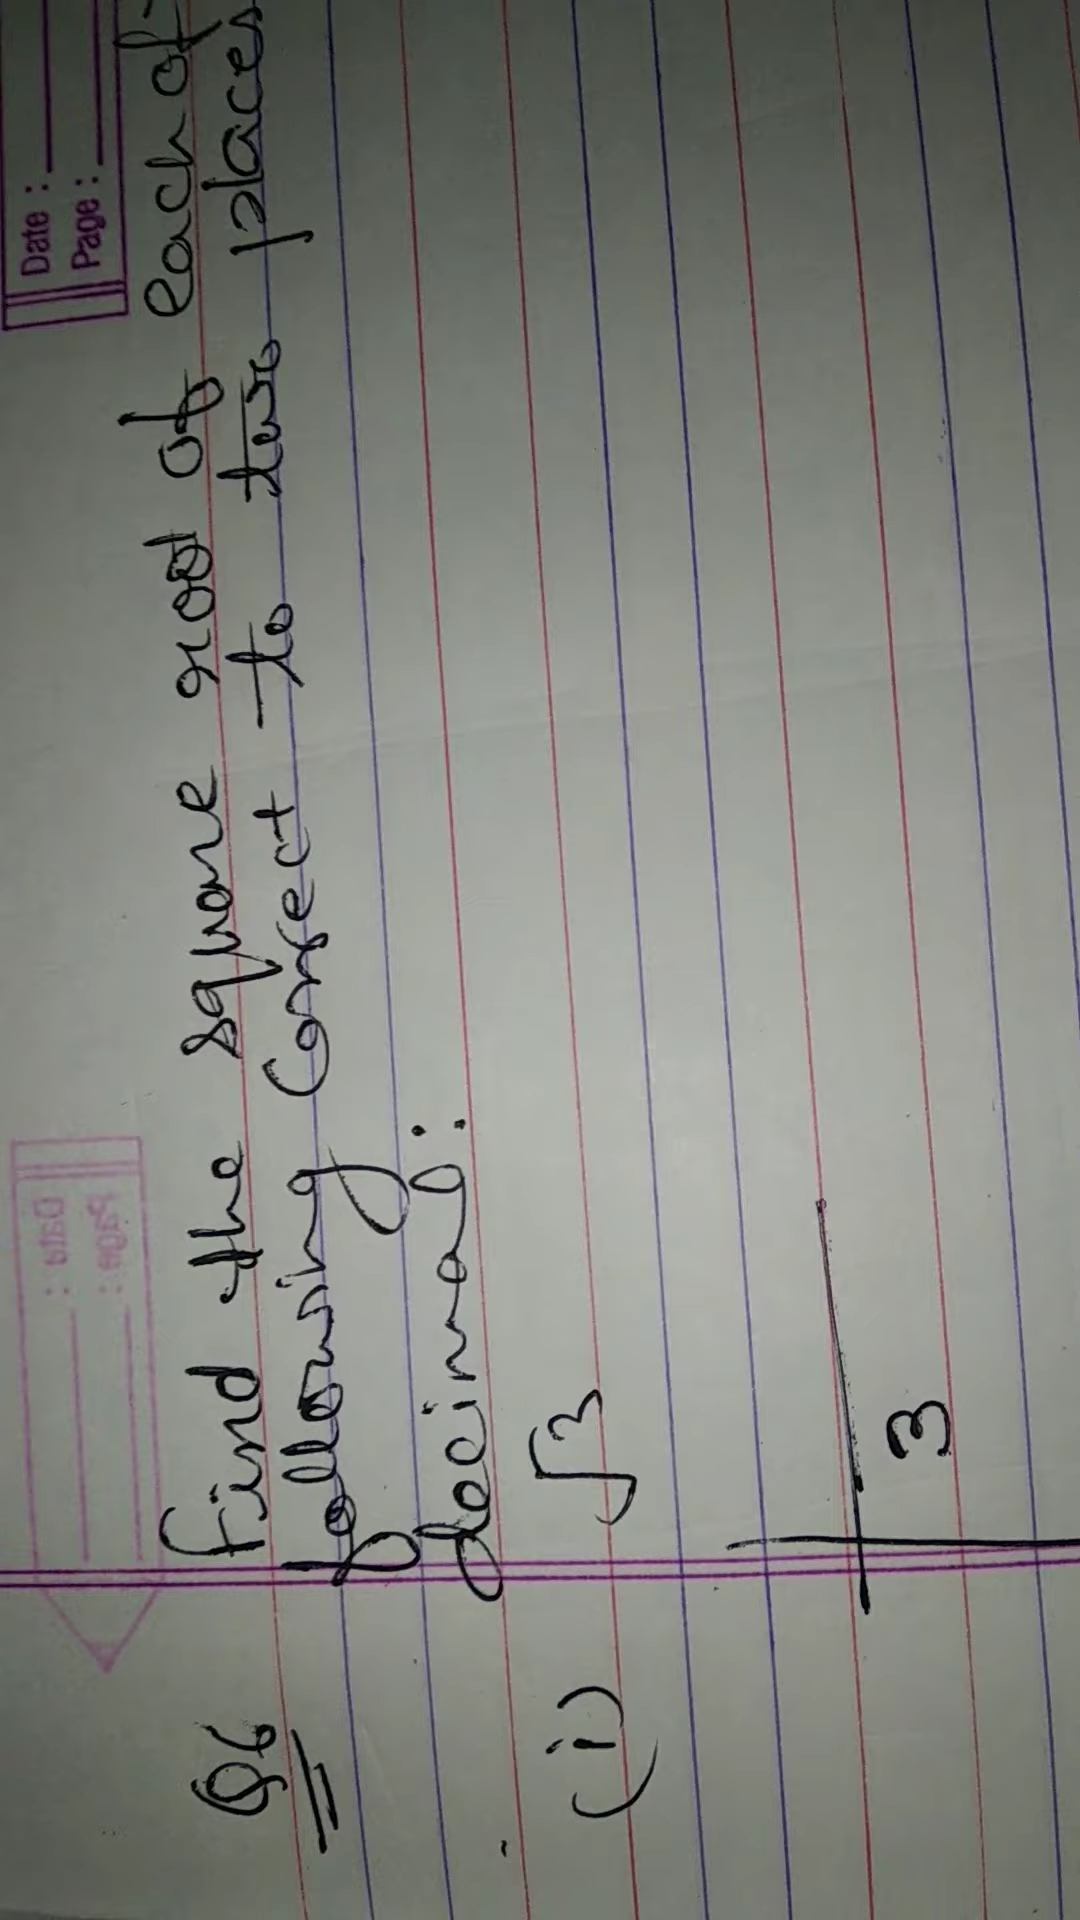 Date :
Page :
Q6 Find the square root of each of
following correct to two places
decimal:
(i) √3
3